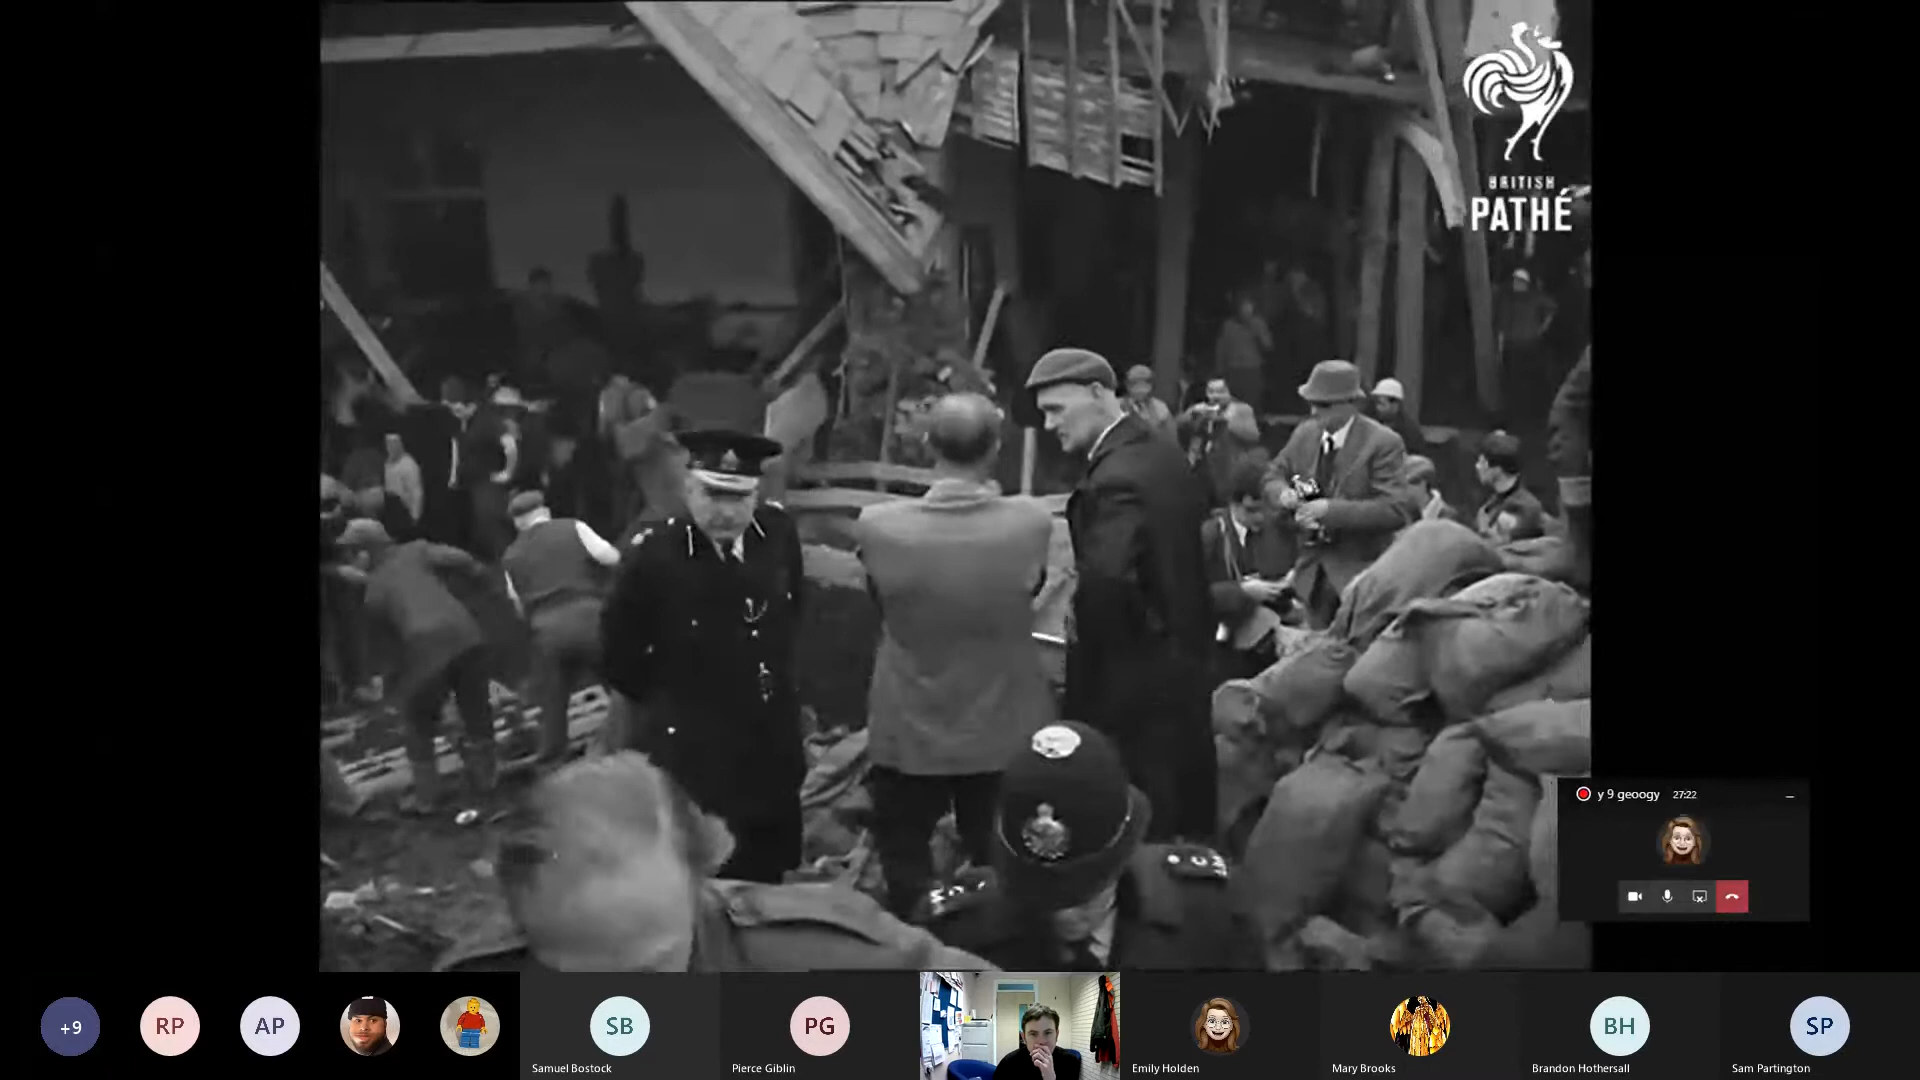 BRITISH
PATHÉ
y 9 geoogy 27:22
+9
RP
AP
SB
PG
BH
SP
Samuel Bostock
Pierce Giblin
Emily Holden
Mary Brooks
Brandon Hothersall
Sam Partington